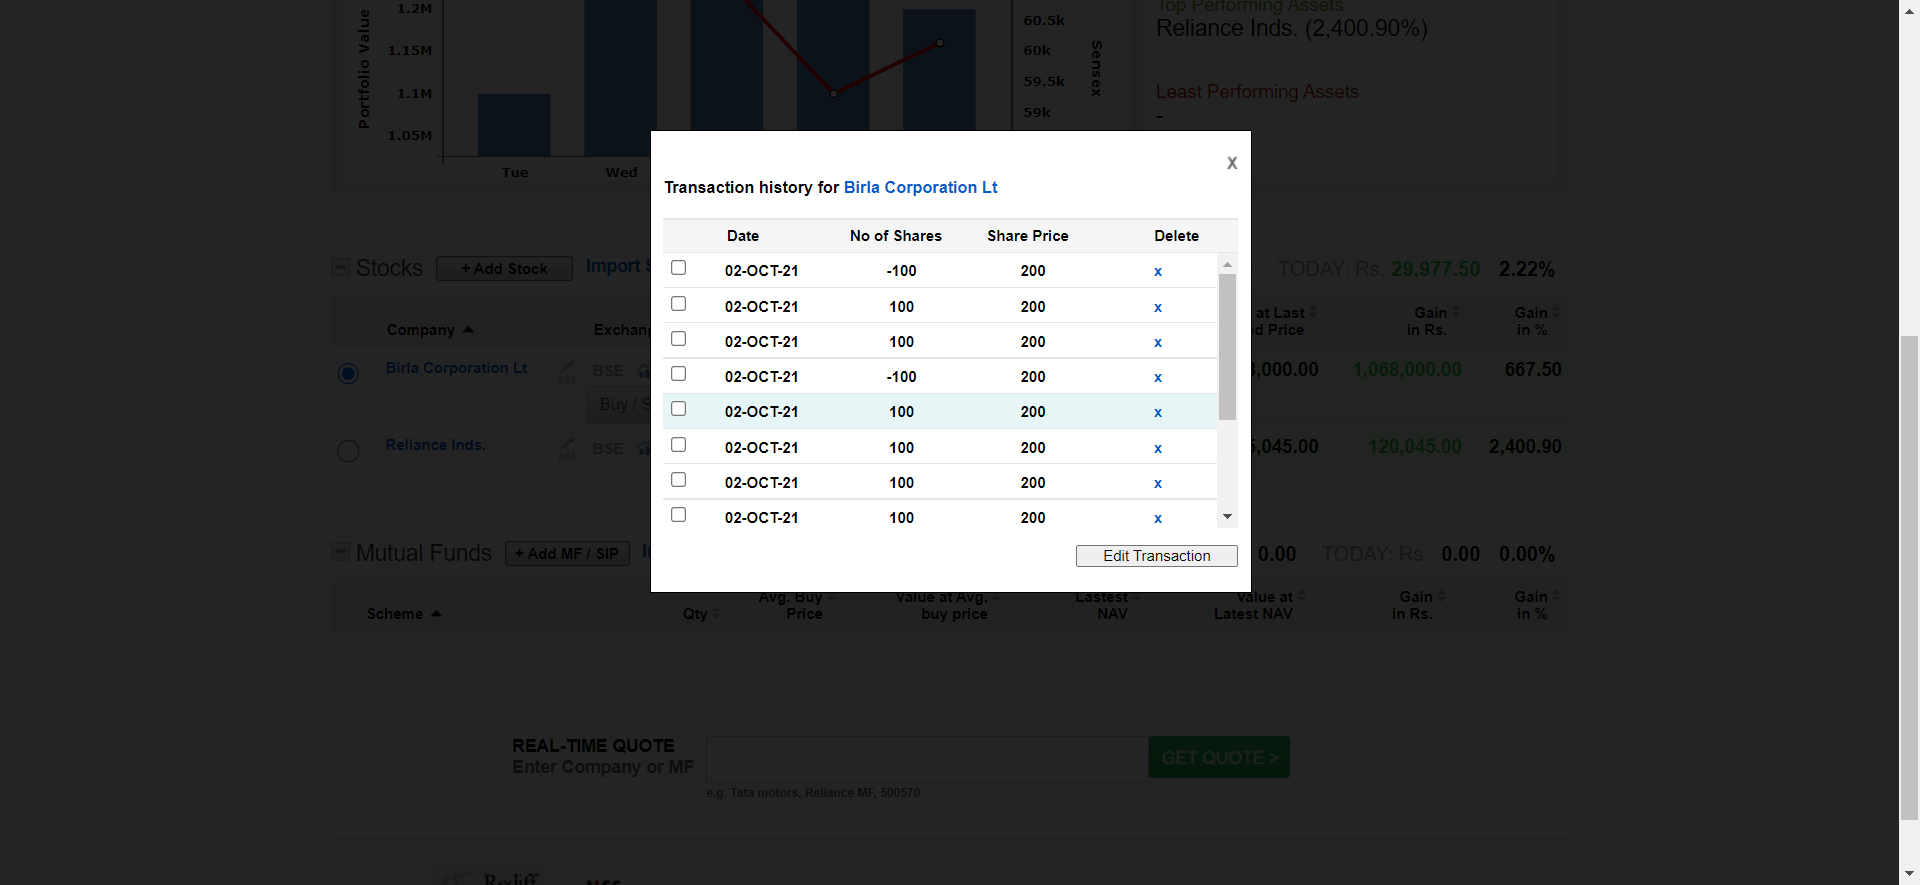 1.2M
1.15M
1.1M
1.05M
Portfolio Value
Tue
Wed
60.5k
60k
59.5k
59k
Sensex
Top Performing Assets
Reliance Inds. (2,400.90%)
Least Performing Assets
-
x
Transaction history for Birla Corporation Lt
Date No of Shares Share Price Delete
02-OCT-21 -100 200 x
02-OCT-21 100 200 x
02-OCT-21 100 200 x
02-OCT-21 -100 200 x
02-OCT-21 100 200 x
02-OCT-21 100 200 x
02-OCT-21 100 200 x
02-OCT-21 100 200 x
Edit Transaction
Stocks + Add Stock Import TODAY: Rs. 29,977.50 2.22%
at Last Gain Gain
Company Price in Rs. in %
Birla Corporation Lt add BSE ,000.00 1,068,000.00 667.50
Buy /
Reliance Inds. add BSE 5,045.00 120,045.00 2,400.90
Mutual Funds + Add MF / SIP 0.00 TODAY: Rs. 0.00 0.00%
Avg. Buy Value at Avg. Lastest Value at Gain Gain
Scheme Qty Price buy price NAV Latest NAV in Rs. in %
REAL-TIME QUOTE
Enter Company or MF GET QUOTE >
e.g. Tata motors, Reliance MF, 500570
Rediff